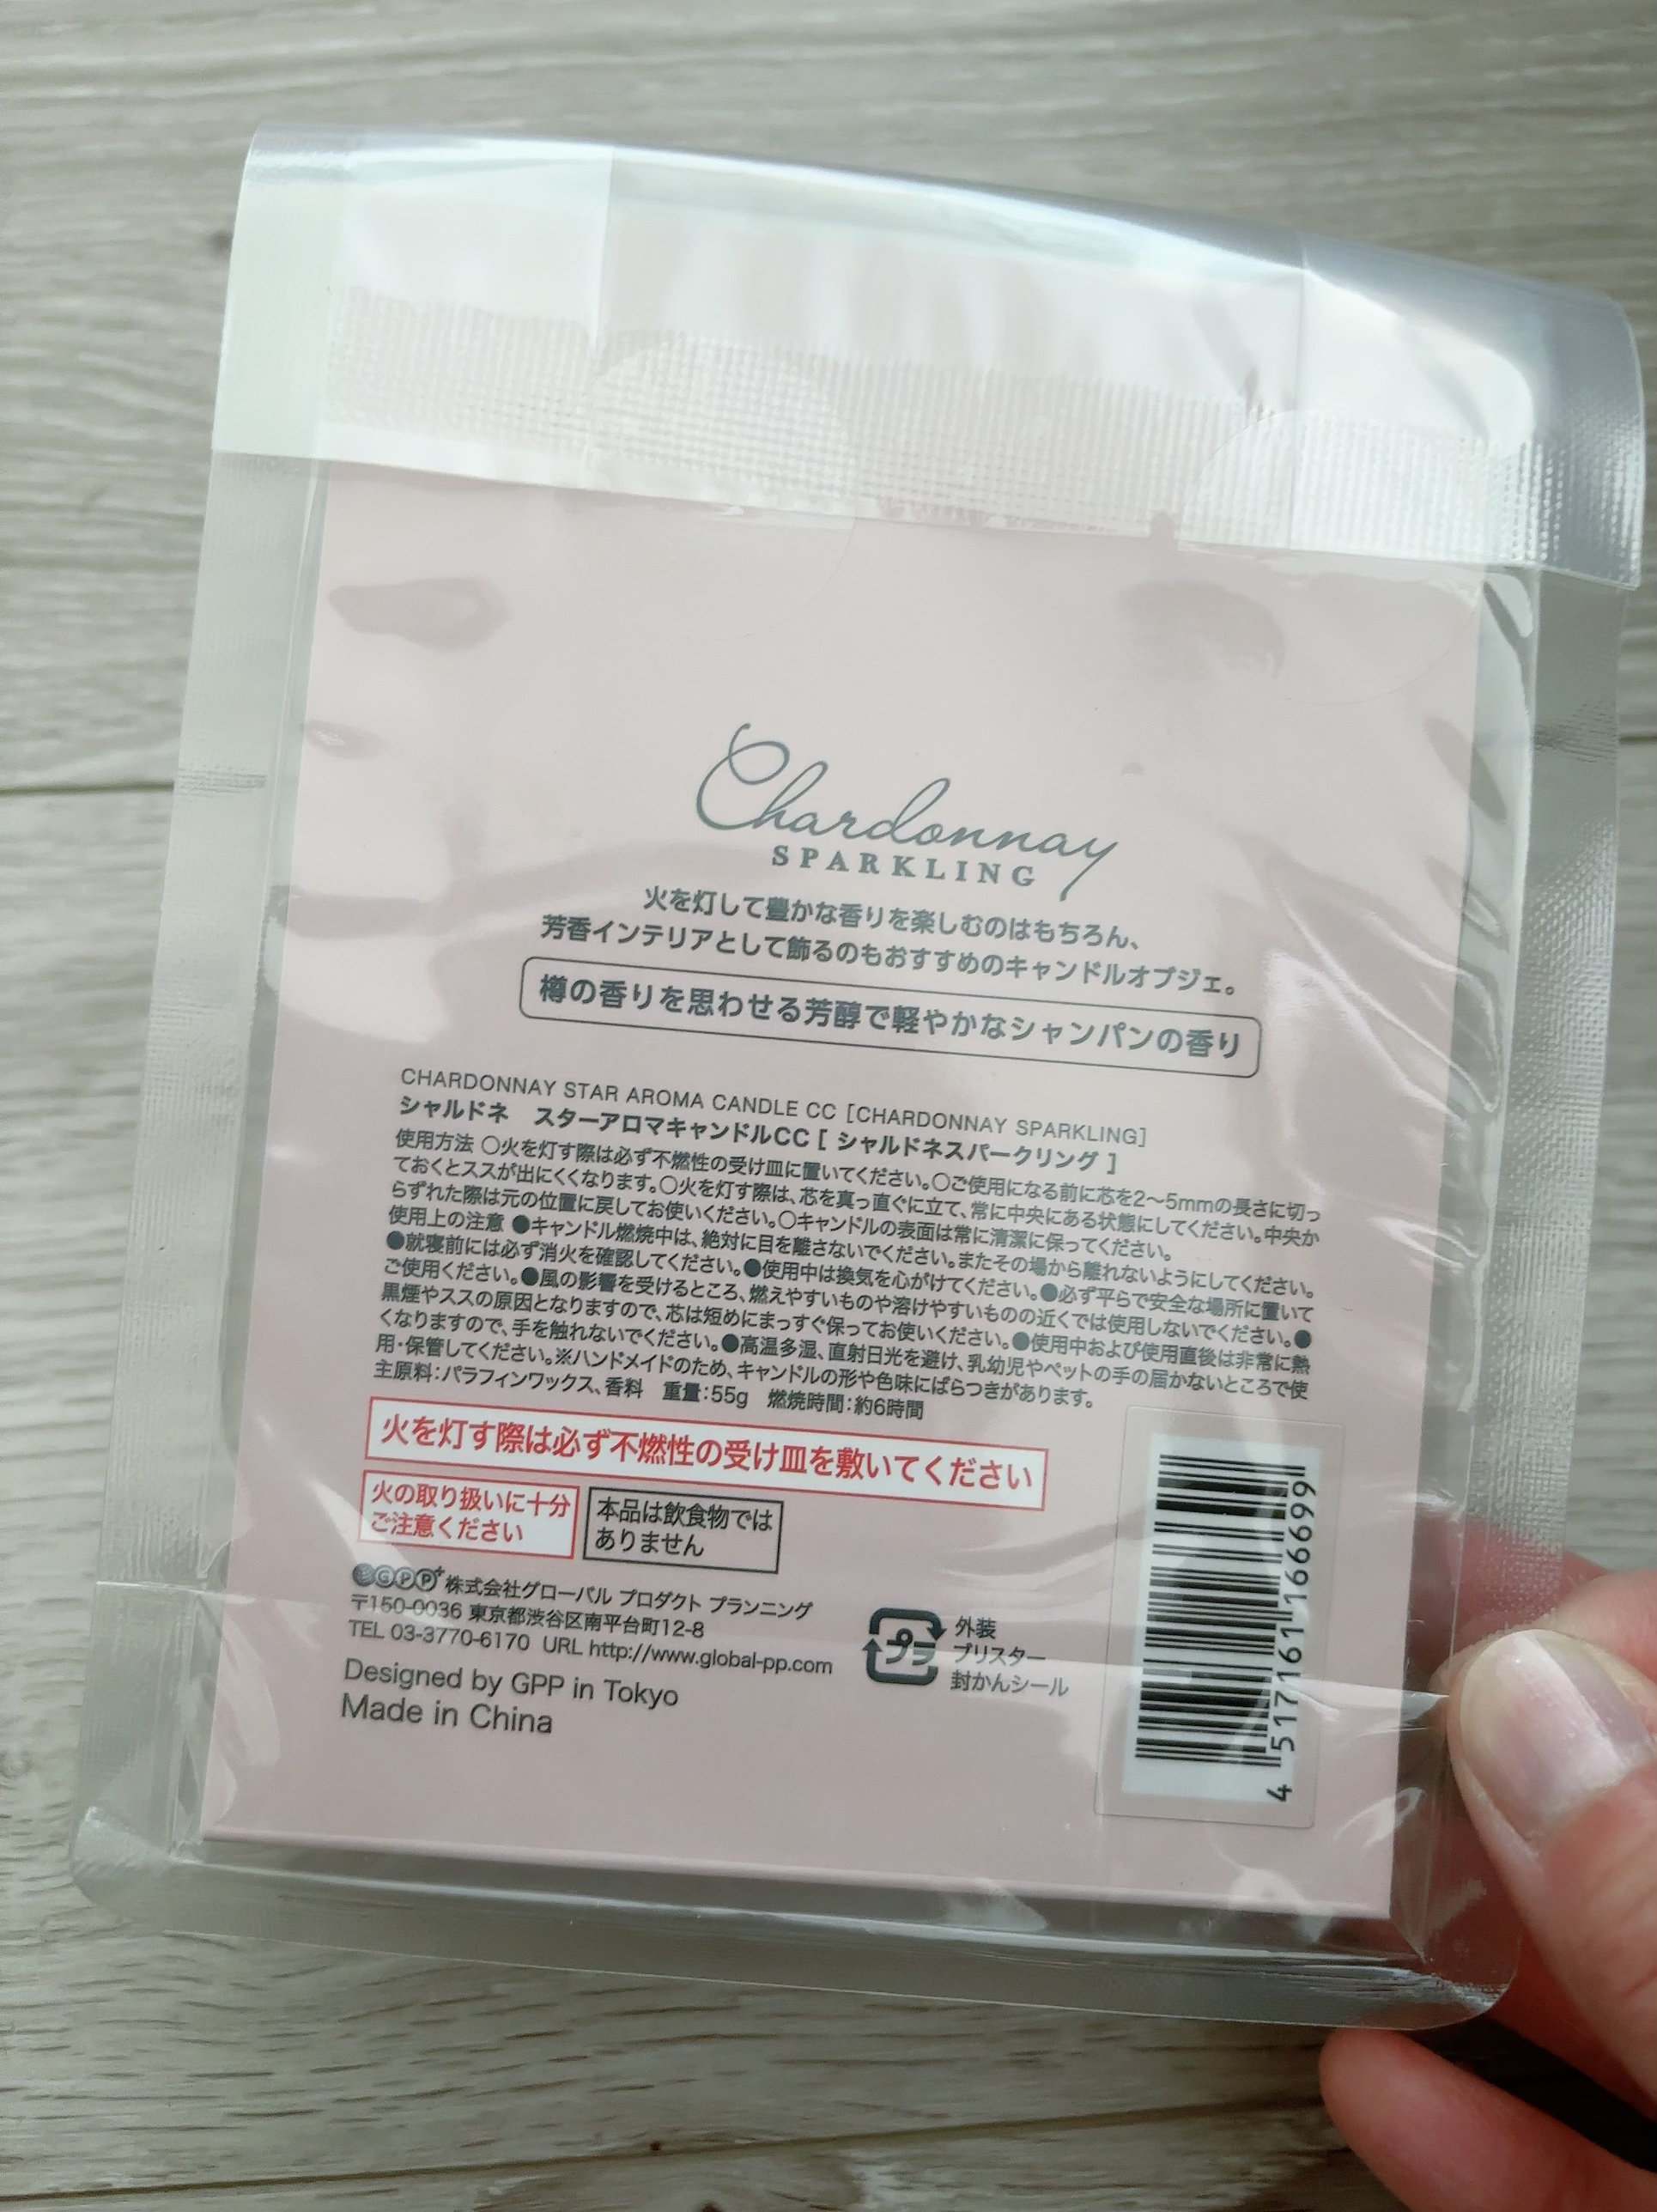 Chardonnay
SPARKLING
火を灯して豊かな香りを楽しむのはもちろん、
芳香インテリアとして飾るのもおすすめのキャンドルオブジェ。
樽の香りを思わせる芳醇で軽やかなシャンパンの香り
CHARDONNAY STAR AROMA CANDLE CC [CHARDONNAY SPARKLING]
シャルドネ　スターアロマキャンドルCC [ シャルドネスパークリング ]
使用方法 ○火を灯す際は必ず不燃性の受け皿に置いてください。○ご使用になる前に芯を2〜5mmの長さに切っ
ておくとススが出にくくなります。○火を灯す際は、芯を真っ直ぐに立て、常に中央にある状態にしてください。中央か
らずれた際は元の位置に戻してお使いください。○キャンドルの表面は常に清潔に保ってください。
使用上の注意 ●キャンドル燃焼中は、絶対に目を離さないでください。またその場から離れないようにしてください。
●就寝前には必ず消火を確認してください。●使用中は換気を心がけてください。●必ず平らで安全な場所に置いて
ご使用ください。●風の影響を受けるところ、燃えやすいものや溶けやすいものの近くでは使用しないでください。●
黒煙やススの原因となりますので、芯は短めにまっすぐ保ってお使いください。●使用中および使用直後は非常に熱
くなりますので、手を触れないでください。●高温多湿、直射日光を避け、乳幼児やペットの手の届かないところで使
用・保管してください。※ハンドメイドのため、キャンドルの形や色味にばらつきがあります。
主原料：パラフィンワックス、香料　重量：55g　燃焼時間：約6時間
火を灯す際は必ず不燃性の受け皿を敷いてください
火の取り扱いに十分
ご注意ください
本品は飲食物では
ありません
GPP+ 株式会社グローバル プロダクト プランニング
〒150-0036 東京都渋谷区南平台町12-8
TEL 03-3770-6170 URL http://www.global-pp.com
Designed by GPP in Tokyo
Made in China
プラ
外装
ブリスター
封かんシール
4 517161 166699